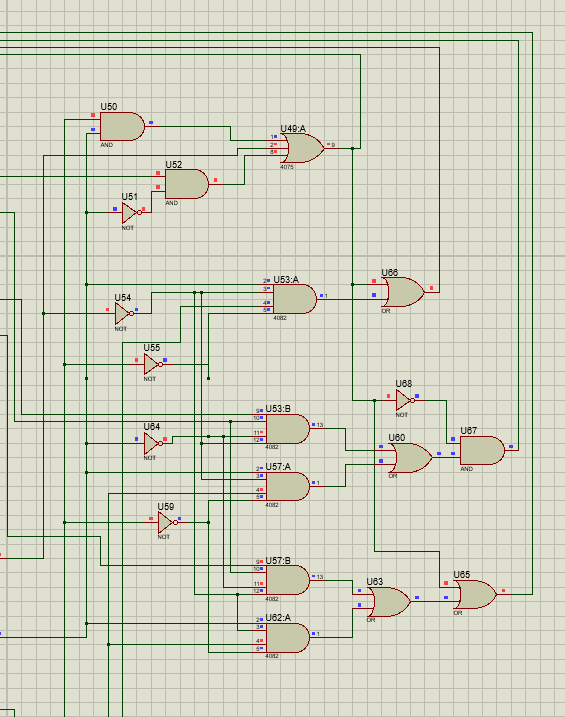 U50
AND
U49:A
1
2
8
9
4075
U52
AND
U51
NOT
U53:A
2
3
4
5
1
4082
U66
OR
U54
NOT
U55
NOT
U68
NOT
U53:B
9
10
11
12
13
4082
U64
NOT
U60
OR
U67
AND
U57:A
2
3
4
5
1
4082
U59
NOT
U57:B
9
10
11
12
13
4082
U63
OR
U65
OR
U62:A
2
3
4
5
1
4082